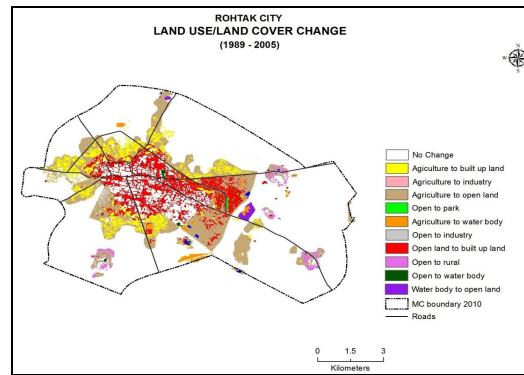 ROHTAK CITY
LAND USE/LAND COVER CHANGE
(1989 - 2005)
N
W
E
S
No Change
Agiculture to built up land
Agriculture to industry
Agriculture to open land
Open to park
Agriculture to water body
Open to industry
Open land to built up land
Open to rural
Open to water body
Water body to open land
MC boundary 2010
Roads
0 1.5 3
Kilometers